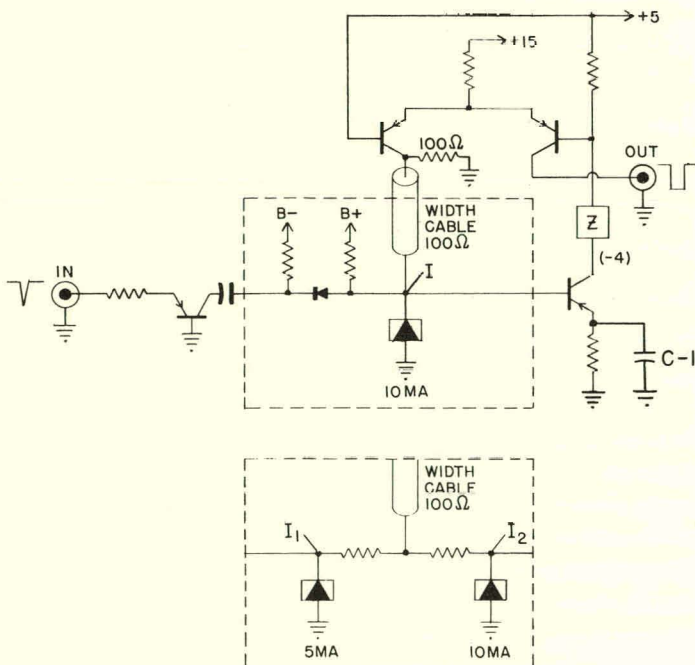 +5
+15
100Ω
OUT
B-
B+
WIDTH
CABLE
100Ω
Z
(-4)
IN
I
C-1
10MA
WIDTH
CABLE
100Ω
I₁
I₂
5MA
10MA